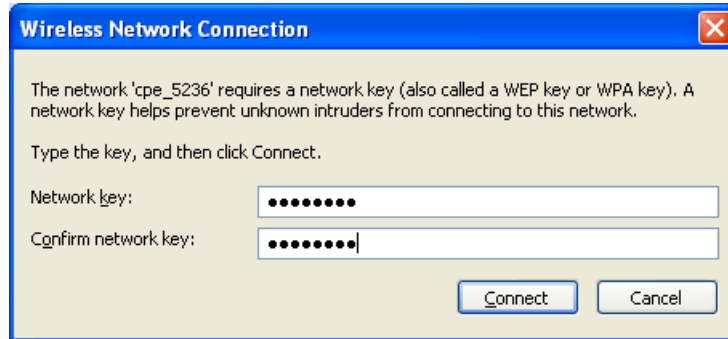 Wireless Network Connection
The network 'cpe_5236' requires a network key (also called a WEP key or WPA key). A
network key helps prevent unknown intruders from connecting to this network.
Type the key, and then click Connect.
Network key: ●●●●●●●●
Confirm network key: ●●●●●●●●
Connect Cancel